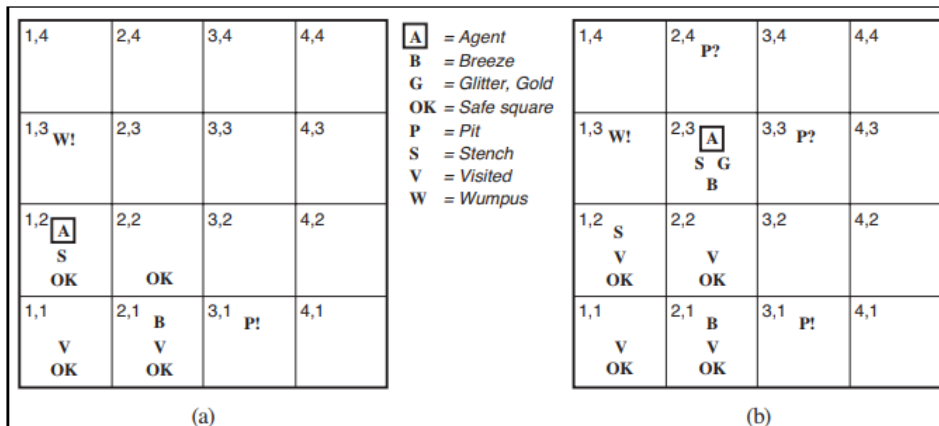 1,4 2,4 3,4 4,4
1,3 W! 2,3 3,3 4,3
1,2 A 2,2 3,2 4,2
S
OK OK
1,1 2,1 B 3,1 P! 4,1
V V
OK OK
(a)
A = Agent
B = Breeze
G = Glitter, Gold
OK = Safe square
P = Pit
S = Stench
V = Visited
W = Wumpus
1,4 2,4 P? 3,4 4,4
1,3 W! 2,3 A 3,3 P? 4,3
S G
B
1,2 S 2,2 3,2 4,2
V V
OK OK
1,1 2,1 B 3,1 P! 4,1
V V
OK OK
(b)